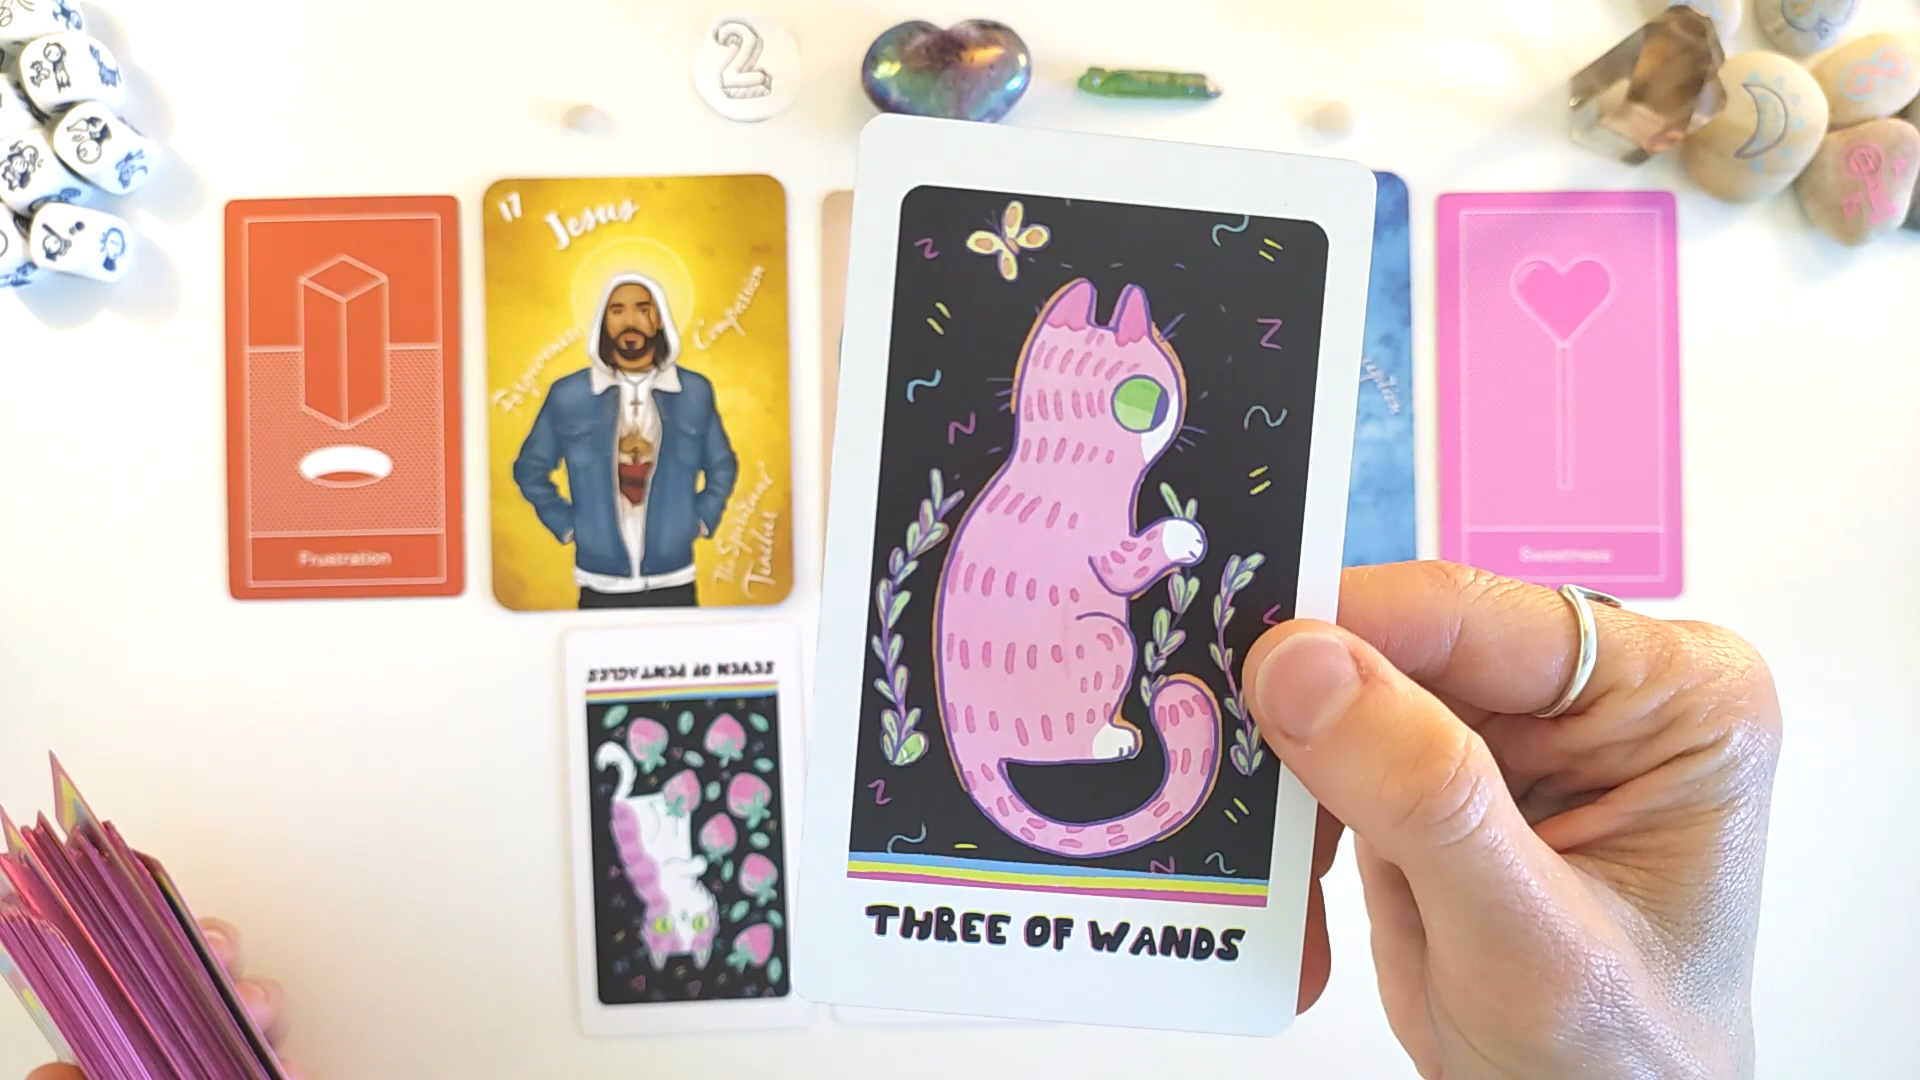 2
17 Jesus
Forgiveness
Compassion
The Spiritual
Teacher
Frustration
Sweetness
SEVEN OF PENTACLES
THREE OF WANDS